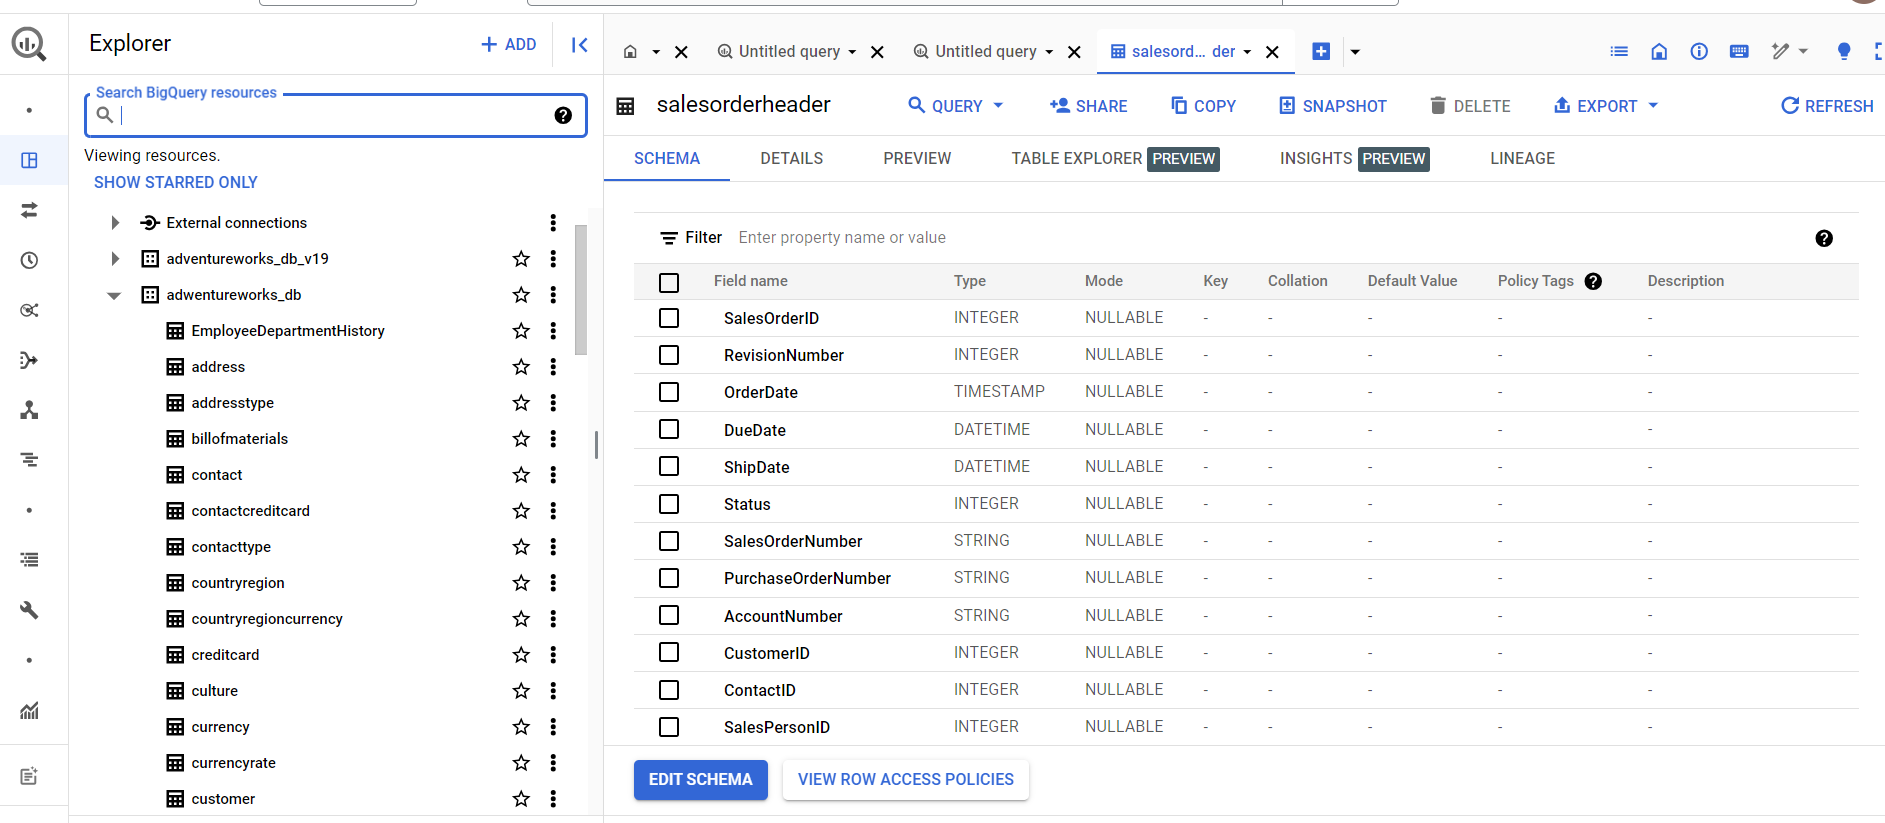 Explorer
+ ADD
Untitled query
Untitled query
salesord... der
Search BigQuery resources
Viewing resources.
SHOW STARRED ONLY
External connections
adventureworks_db_v19
adwentureworks_db
EmployeeDepartmentHistory
address
addresstype
billofmaterials
contact
contactcreditcard
contacttype
countryregion
countryregioncurrency
creditcard
culture
currency
currencyrate
customer
salesorderheader
QUERY SHARE COPY SNAPSHOT DELETE EXPORT REFRESH
SCHEMA DETAILS PREVIEW TABLE EXPLORER PREVIEW INSIGHTS PREVIEW LINEAGE
Filter Enter property name or value
Field name Type Mode Key Collation Default Value Policy Tags Description
SalesOrderID INTEGER NULLABLE - - - - -
RevisionNumber INTEGER NULLABLE - - - - -
OrderDate TIMESTAMP NULLABLE - - - - -
DueDate DATETIME NULLABLE - - - - -
ShipDate DATETIME NULLABLE - - - - -
Status INTEGER NULLABLE - - - - -
SalesOrderNumber STRING NULLABLE - - - - -
PurchaseOrderNumber STRING NULLABLE - - - - -
AccountNumber STRING NULLABLE - - - - -
CustomerID INTEGER NULLABLE - - - - -
ContactID INTEGER NULLABLE - - - - -
SalesPersonID INTEGER NULLABLE - - - - -
EDIT SCHEMA VIEW ROW ACCESS POLICIES